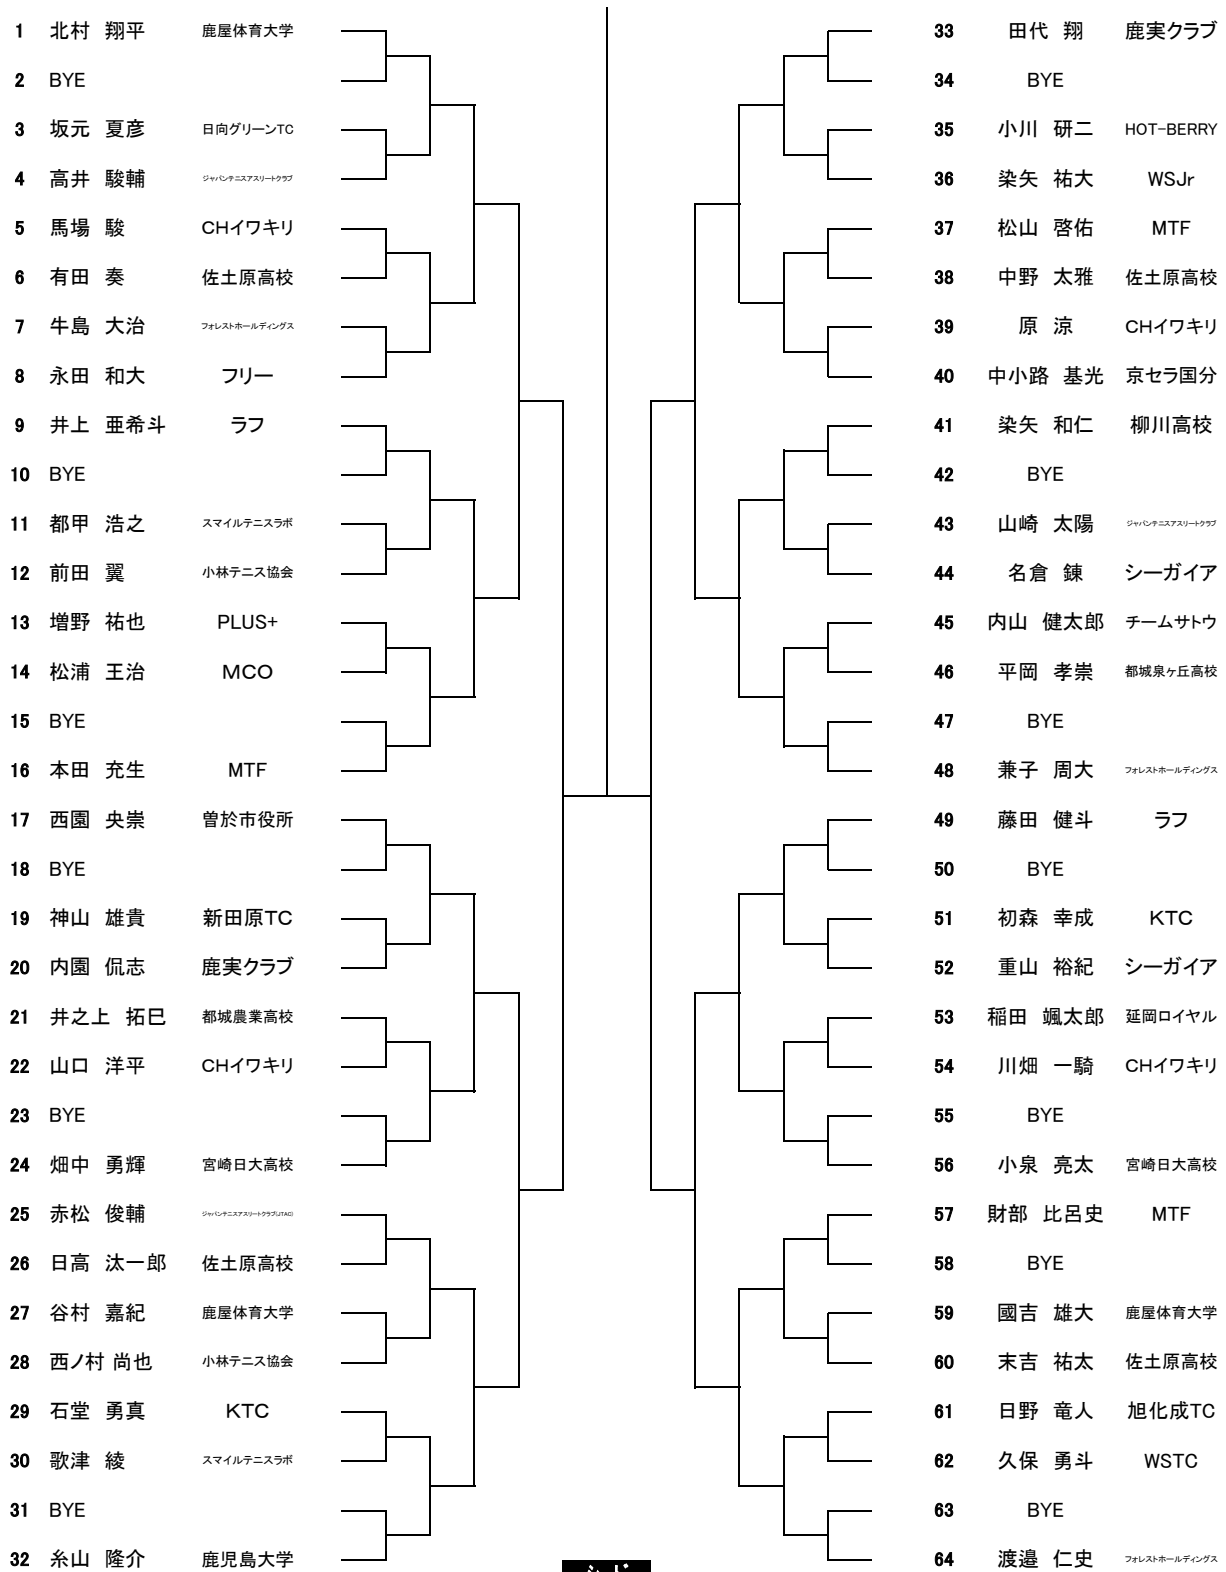 1 北村 翔平 鹿屋体育大学
2 BYE
3 坂元 夏彦 日向グリーンTC
4 高井 駿輔 ジャパンテニスアスリートクラブ
5 馬場 駿 CHイワキリ
6 有田 奏 佐土原高校
7 牛島 大治 フォレストホールディングス
8 永田 和大 フリー
9 井上 亜希斗 ラフ
10 BYE
11 都甲 浩之 スマイルテニスラボ
12 前田 翼 小林テニス協会
13 増野 祐也 PLUS+
14 松浦 王治 MCO
15 BYE
16 本田 充生 MTF
17 西園 央崇 曽於市役所
18 BYE
19 神山 雄貴 新田原TC
20 内園 侃志 鹿実クラブ
21 井之上 拓巳 都城農業高校
22 山口 洋平 CHイワキリ
23 BYE
24 畑中 勇輝 宮崎日大高校
25 赤松 俊輔 ジャパンテニスアスリートクラブ(JTAC)
26 日高 汰一郎 佐土原高校
27 谷村 嘉紀 鹿屋体育大学
28 西ノ村 尚也 小林テニス協会
29 石堂 勇真 KTC
30 歌津 綾 スマイルテニスラボ
31 BYE
32 糸山 隆介 鹿児島大学
33 田代 翔 鹿実クラブ
34 BYE
35 小川 研二 HOT-BERRY
36 染矢 祐大 WSJr
37 松山 啓佑 MTF
38 中野 太雅 佐土原高校
39 原 涼 CHイワキリ
40 中小路 基光 京セラ国分
41 染矢 和仁 柳川高校
42 BYE
43 山崎 太陽 ジャパンテニスアスリートクラブ
44 名倉 錬 シーガイア
45 内山 健太郎 チームサトウ
46 平岡 孝崇 都城泉ヶ丘高校
47 BYE
48 兼子 周大 フォレストホールディングス
49 藤田 健斗 ラフ
50 BYE
51 初森 幸成 KTC
52 重山 裕紀 シーガイア
53 稲田 颯太郎 延岡ロイヤル
54 川畑 一騎 CHイワキリ
55 BYE
56 小泉 亮太 宮崎日大高校
57 財部 比呂史 MTF
58 BYE
59 國吉 雄大 鹿屋体育大学
60 末吉 祐太 佐土原高校
61 日野 竜人 旭化成TC
62 久保 勇斗 WSTC
63 BYE
64 渡邉 仁史 フォレストホールディングス